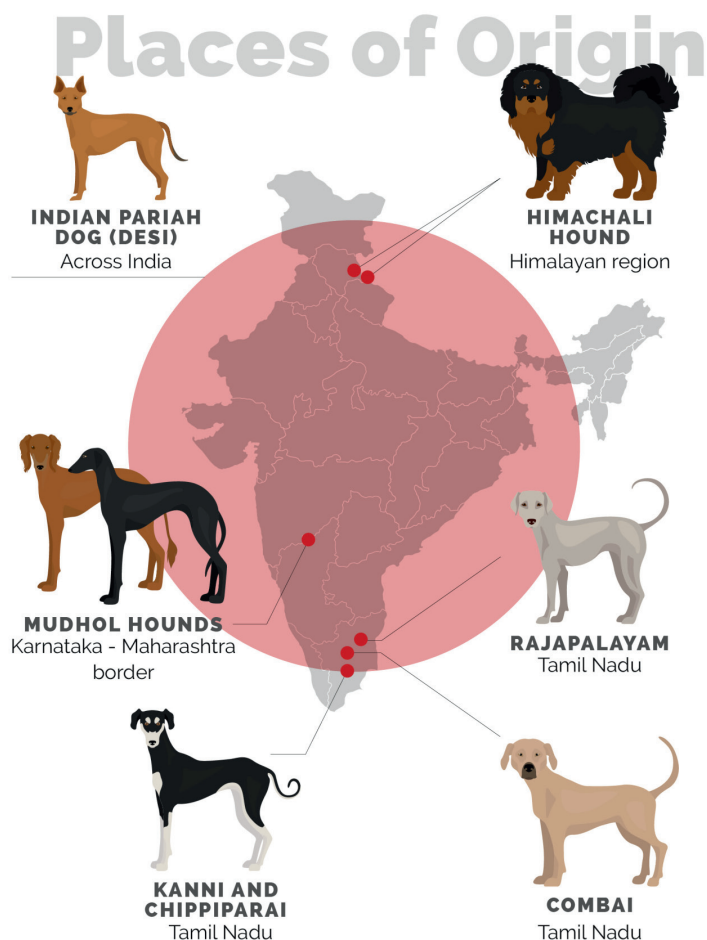 Places of Origin
INDIAN PARIAH
DOG (DESI)
Across India
HIMACHALI
HOUND
Himalayan region
MUDHOL HOUNDS
Karnataka - Maharashtra
border
RAJAPALAYAM
Tamil Nadu
KANNI AND
CHIPPIPARAI
Tamil Nadu
COMBAI
Tamil Nadu